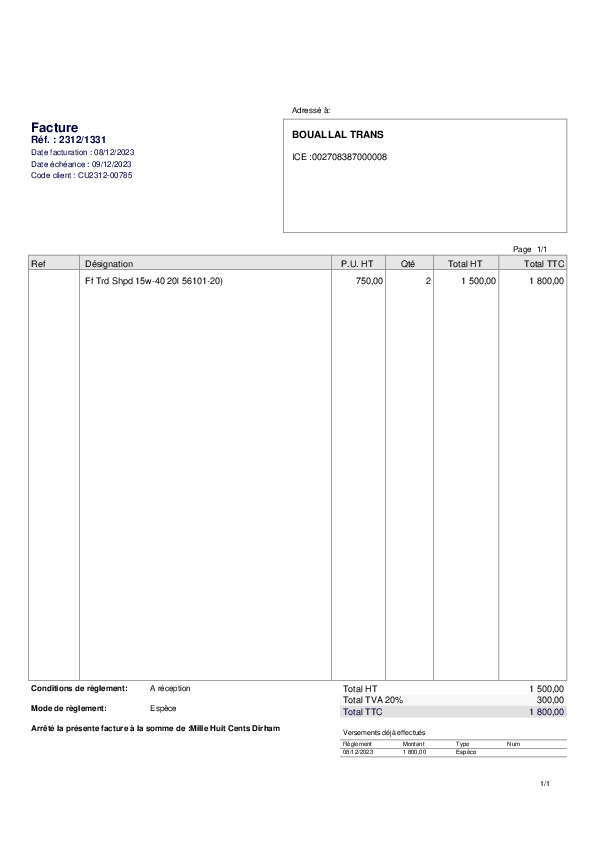 Adressé à:
Facture
Réf. : 2312/1331
Date facturation : 08/12/2023
Date échéance : 09/12/2023
Code client : CU2312-00785
BOUALLAL TRANS
ICE :002708387000008
Page 1/1
Ref Désignation P.U. HT Qté Total HT Total TTC
Ff Trd Shpd 15w-40 20l 56101-20) 750,00 2 1 500,00 1 800,00
Conditions de règlement: A réception
Mode de règlement: Espèce
Arrêté la présente facture à la somme de :Mille Huit Cents Dirham
Total HT 1 500,00
Total TVA 20% 300,00
Total TTC 1 800,00
Versements déjà effectués
Règlement Montant Type Num
08/12/2023 1 800,00 Espèce
1/1